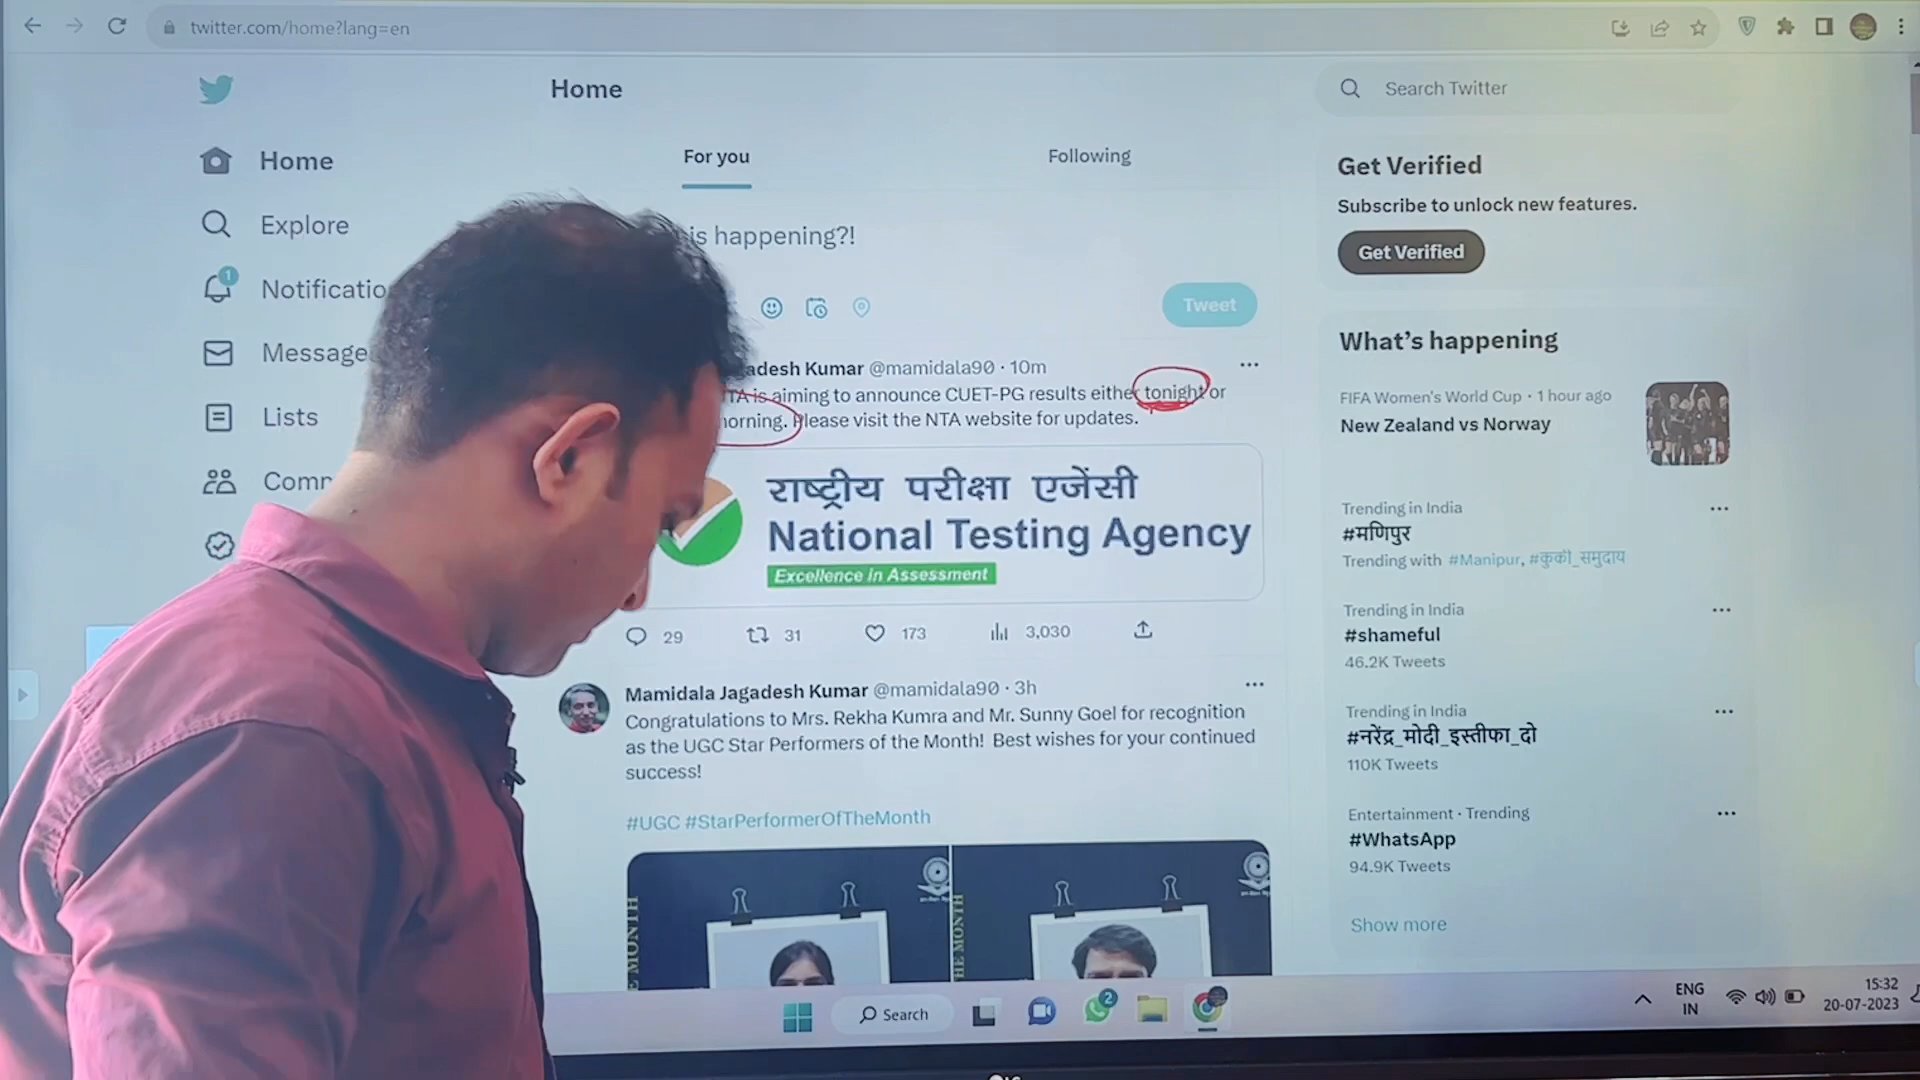 twitter.com/home?lang=en
Home
Search Twitter
For you
Following
Home
Explore
Messages
Lists
is happening?!
Tweet
Get Verified
Subscribe to unlock new features.
Get Verified
What's happening
FIFA Women's World Cup · 1 hour ago
New Zealand vs Norway
Kumar @mamidala90 · 10m
is aiming to announce CUET-PG results either tonight or
Please visit the NTA website for updates.
राष्ट्रीय परीक्षा एजेंसी
National Testing Agency
Excellence in Assessment
29 31 173 3,030
Mamidala Jagadesh Kumar @mamidala90 · 3h
Congratulations to Mrs. Rekha Kumra and Mr. Sunny Goel for recognition
as the UGC Star Performers of the Month! Best wishes for your continued
success!
#UGC #StarPerformerOfTheMonth
MONTH
THE MONTH
Trending in India
#मणिपुर
Trending with #Manipur, #कुकी_समुदाय
Trending in India
#shameful
46.2K Tweets
Trending in India
#नरेंद्र_मोदी_इस्तीफा_दो
110K Tweets
Entertainment · Trending
#WhatsApp
94.9K Tweets
Show more
Search
2
ENG
IN
15:32
20-07-2023